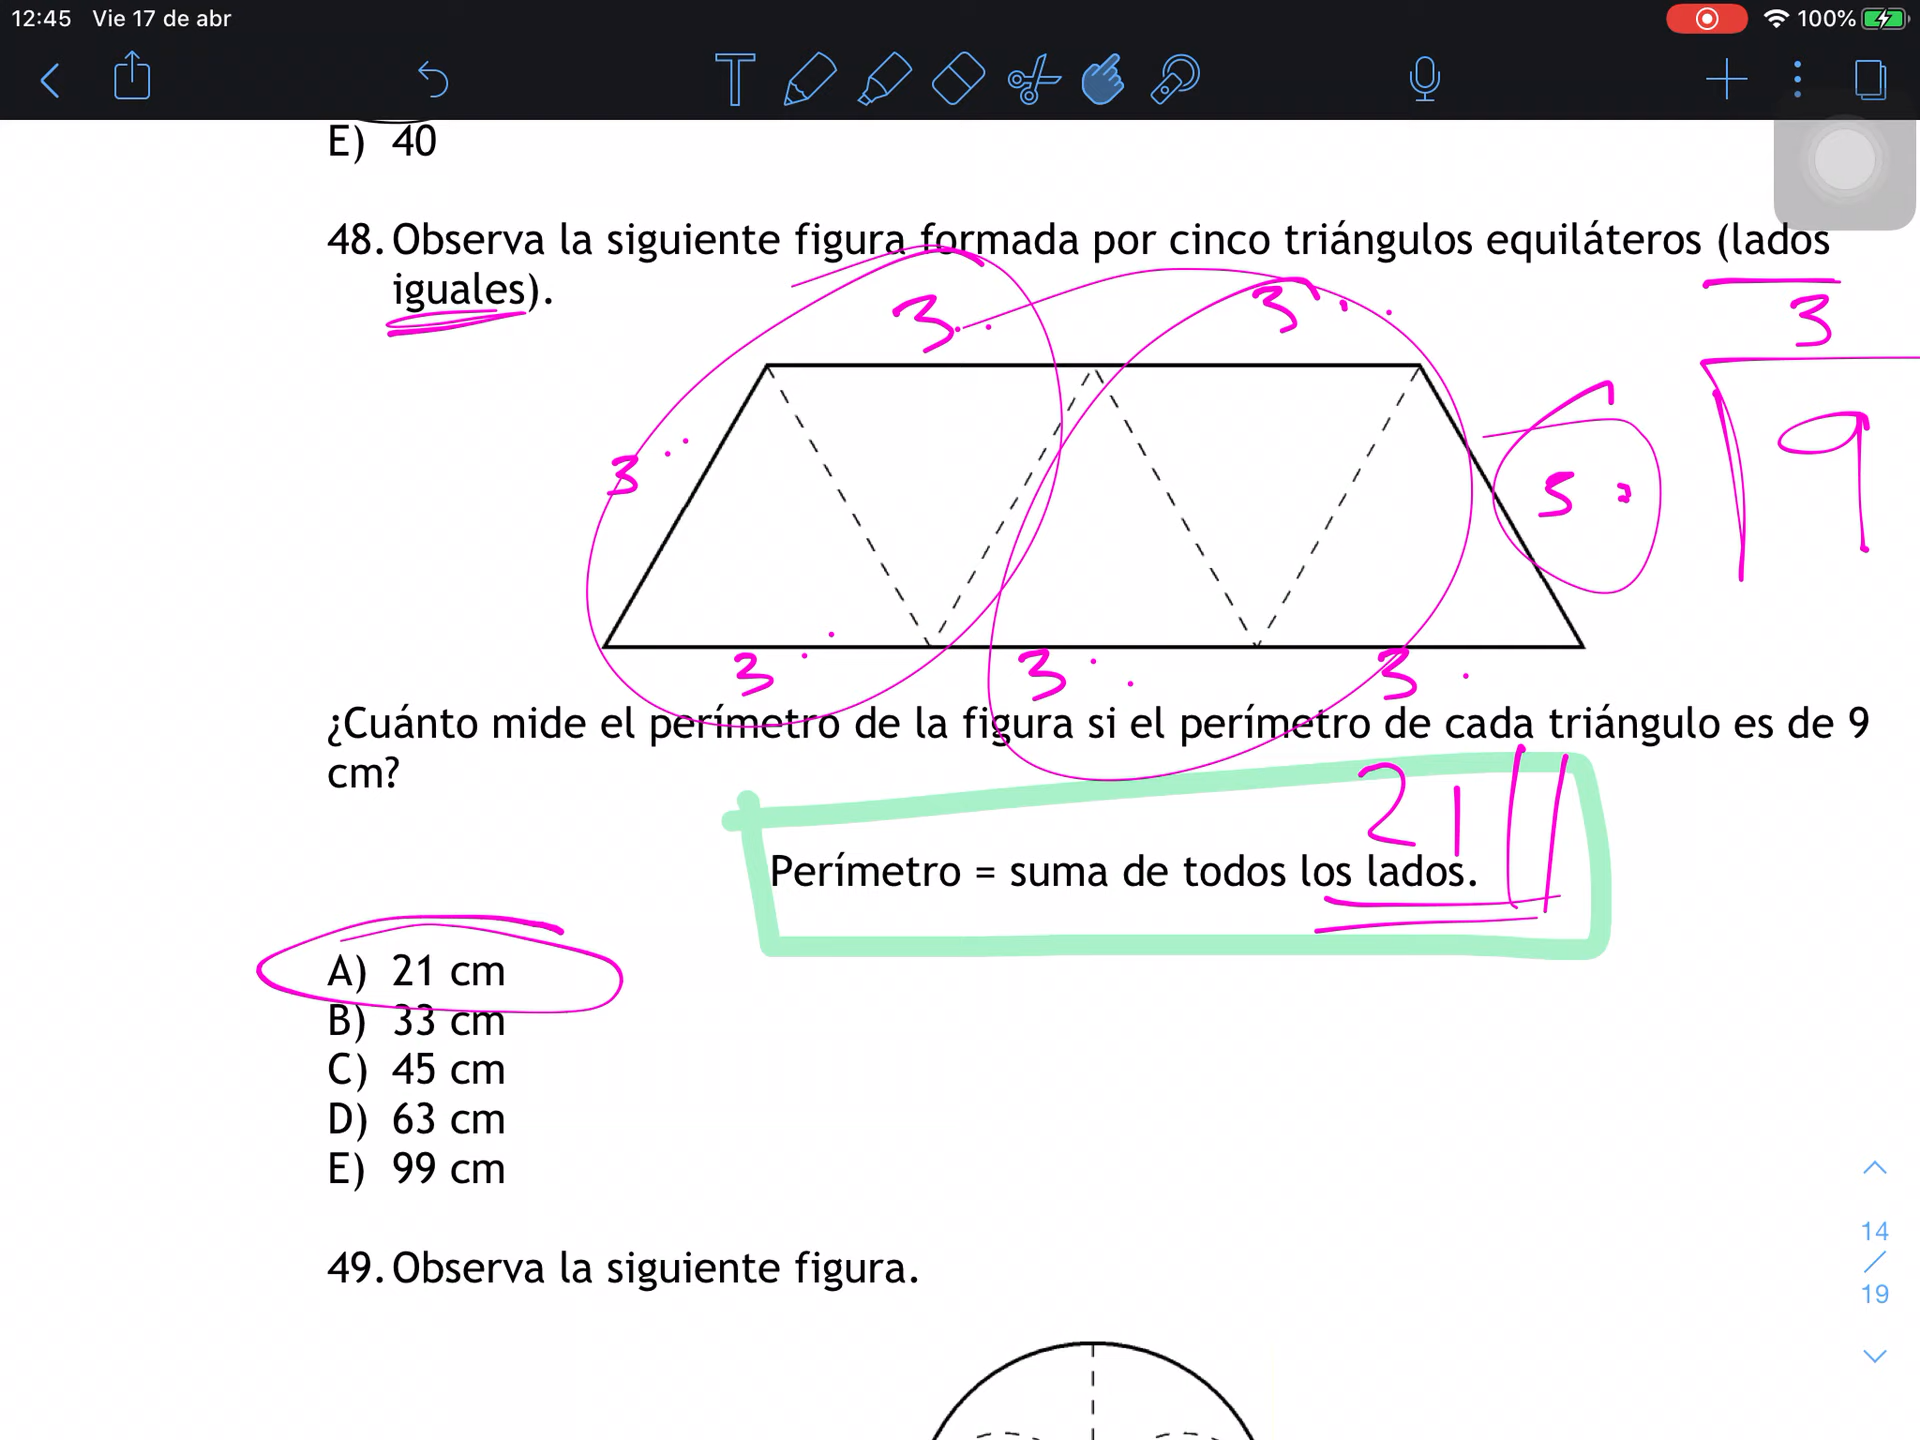 12:45 Vie 17 de abr 100%
E) 40
48. Observa la siguiente figura formada por cinco triángulos equiláteros (lados
iguales).
3 3 3
3 9
3 3 3
¿Cuánto mide el perímetro de la figura si el perímetro de cada triángulo es de 9
cm?
21
Perímetro = suma de todos los lados.
A) 21 cm
B) 33 cm
C) 45 cm
D) 63 cm
E) 99 cm
14
/
19
49. Observa la siguiente figura.